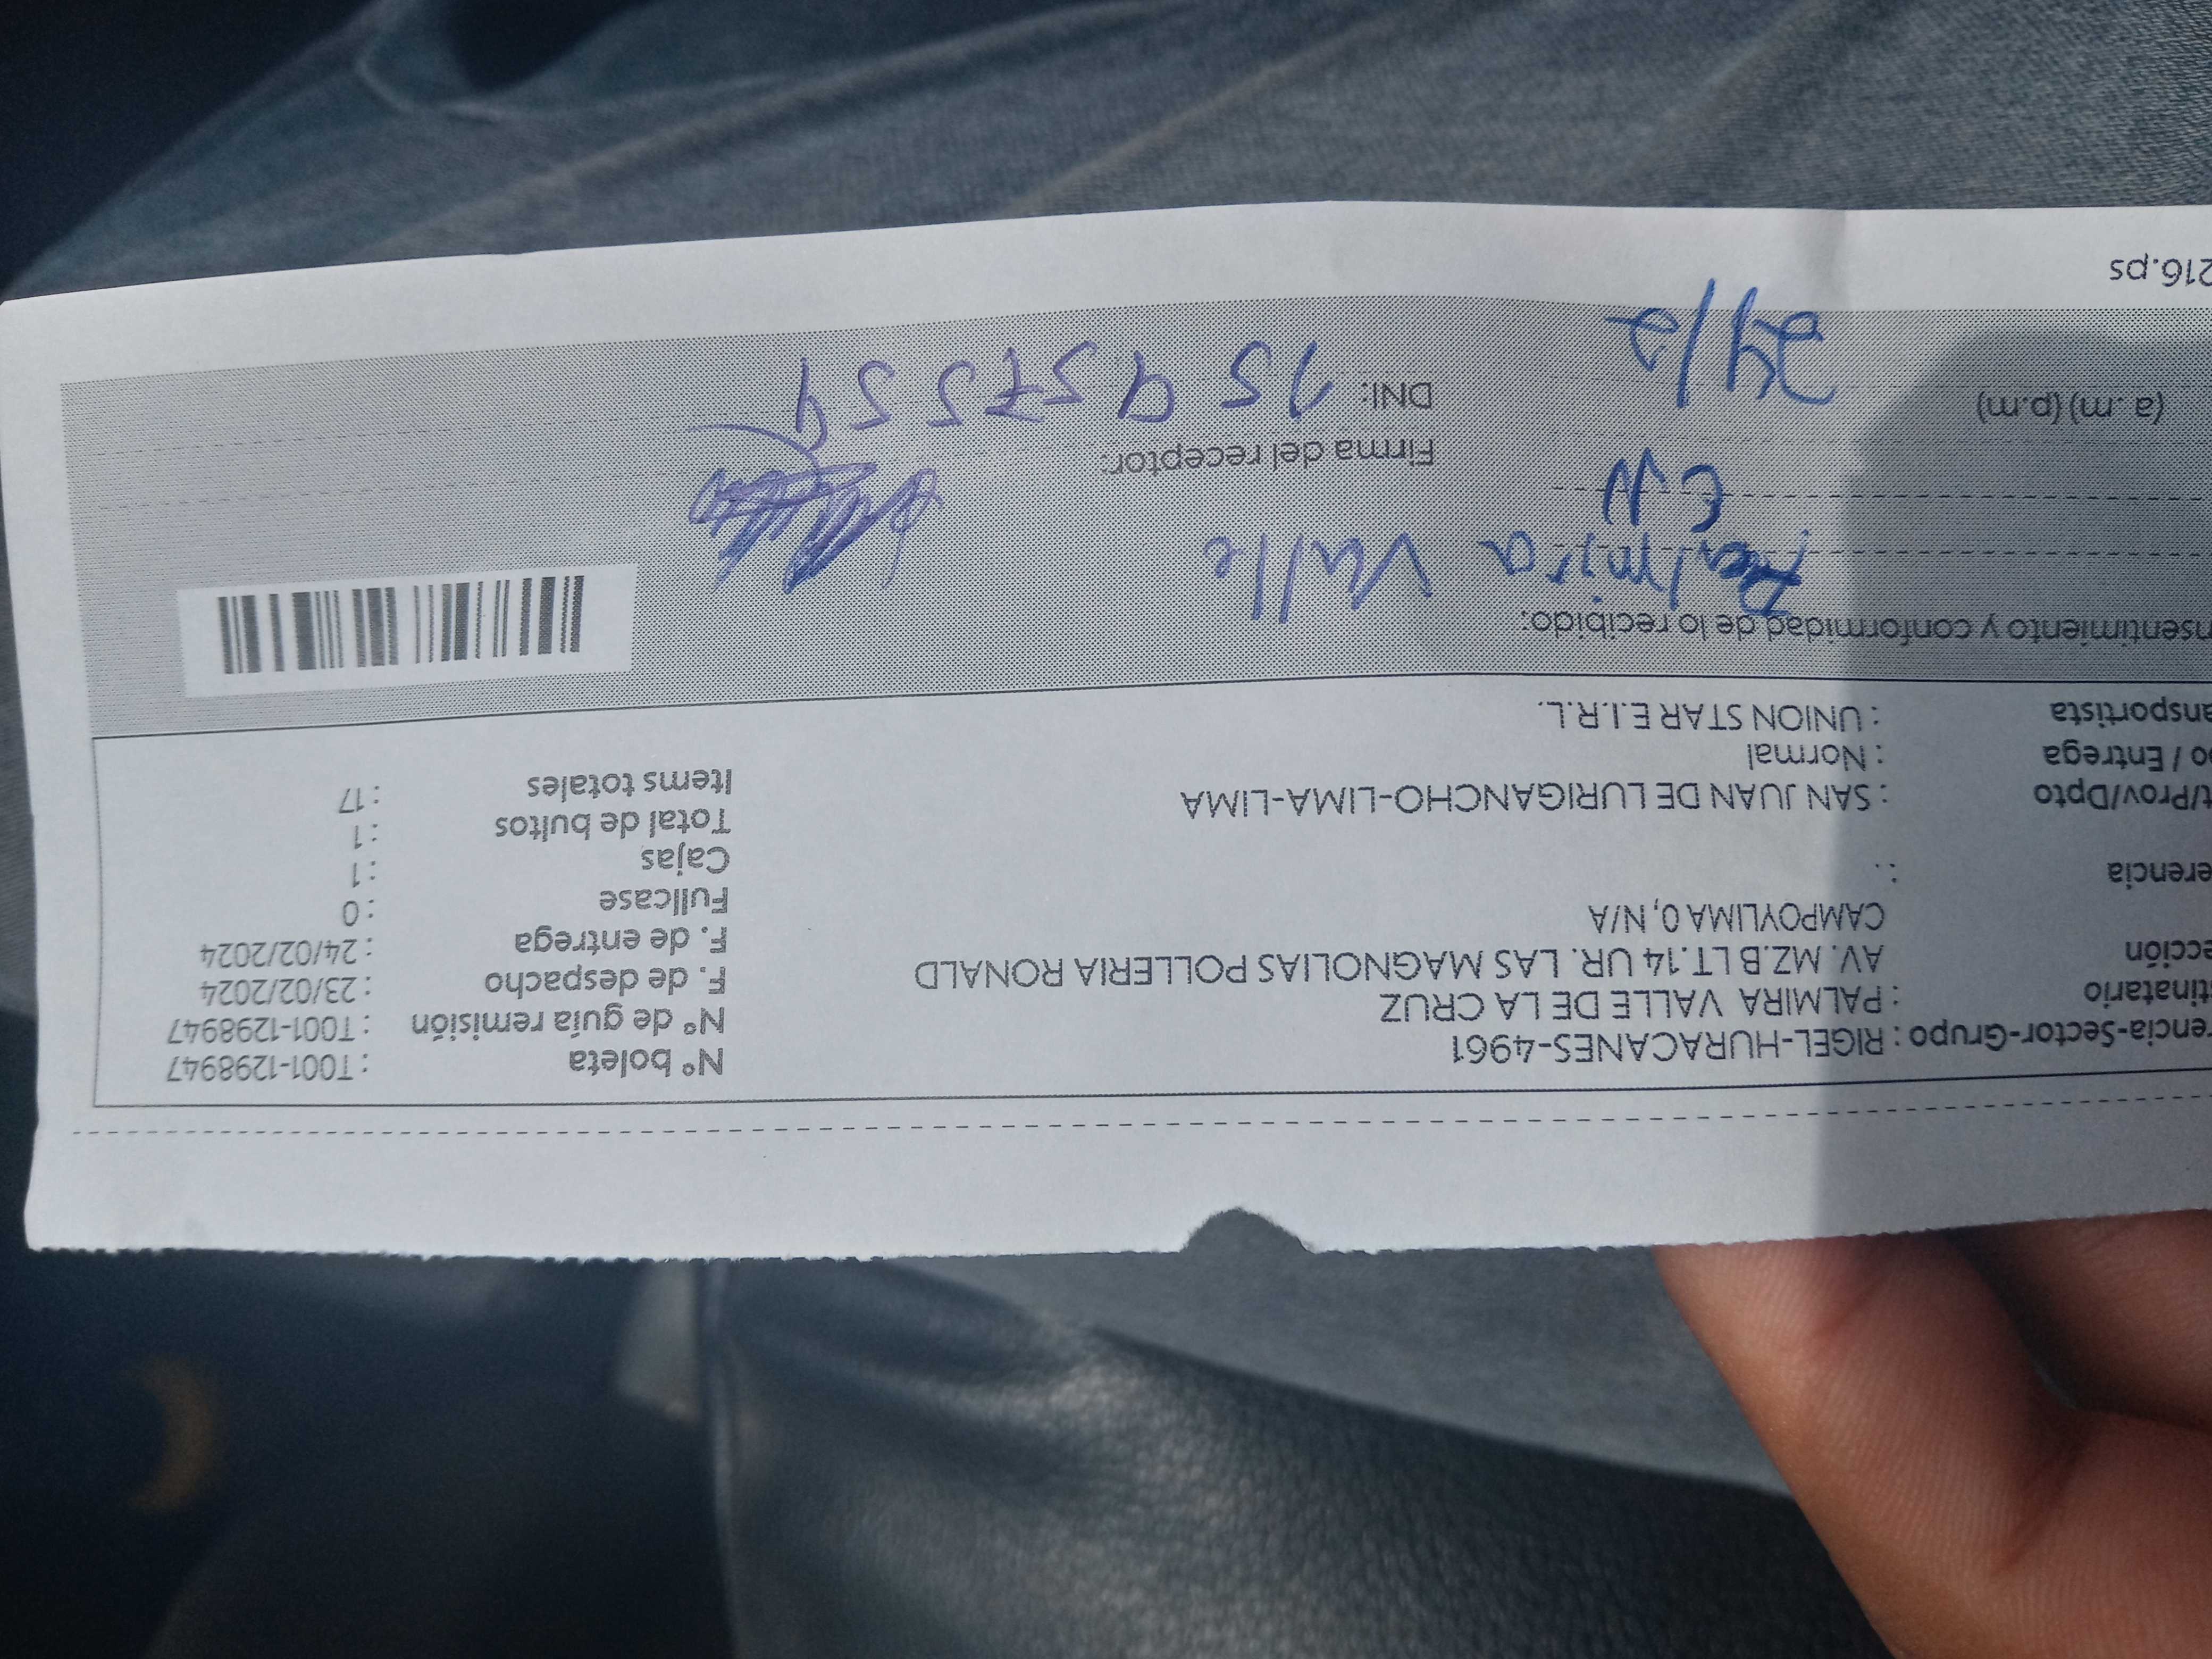 Nº boleta : T001-1298947
encia-Sector-Grupo : RIGEL-HURACANES-4961
Nº de guía remisión : T001-1298947
tinatario : PALMIRA VALLE DE LA CRUZ
F. de despacho : 23/02/2024
ección AV. MZ.B LT.14 UR. LAS MAGNOLIAS POLLERIA RONALD
F. de entrega : 24/02/2024
CAMPOYLIMA 0, N/A
Fullcase : 0
erencia : .
Cajas : 1
Total de bultos : 1
t/Prov/Dpto : SAN JUAN DE LURIGANCHO-LIMA-LIMA
Items totales : 17
o / Entrega : Normal
ansportista : UNION STAR E.I.R.L.
nsentimiento y conformidad de lo recibido:
Palmira Valle
Firma del receptor:
(a .m) (p.m)
DNI:
24/2
216.ps